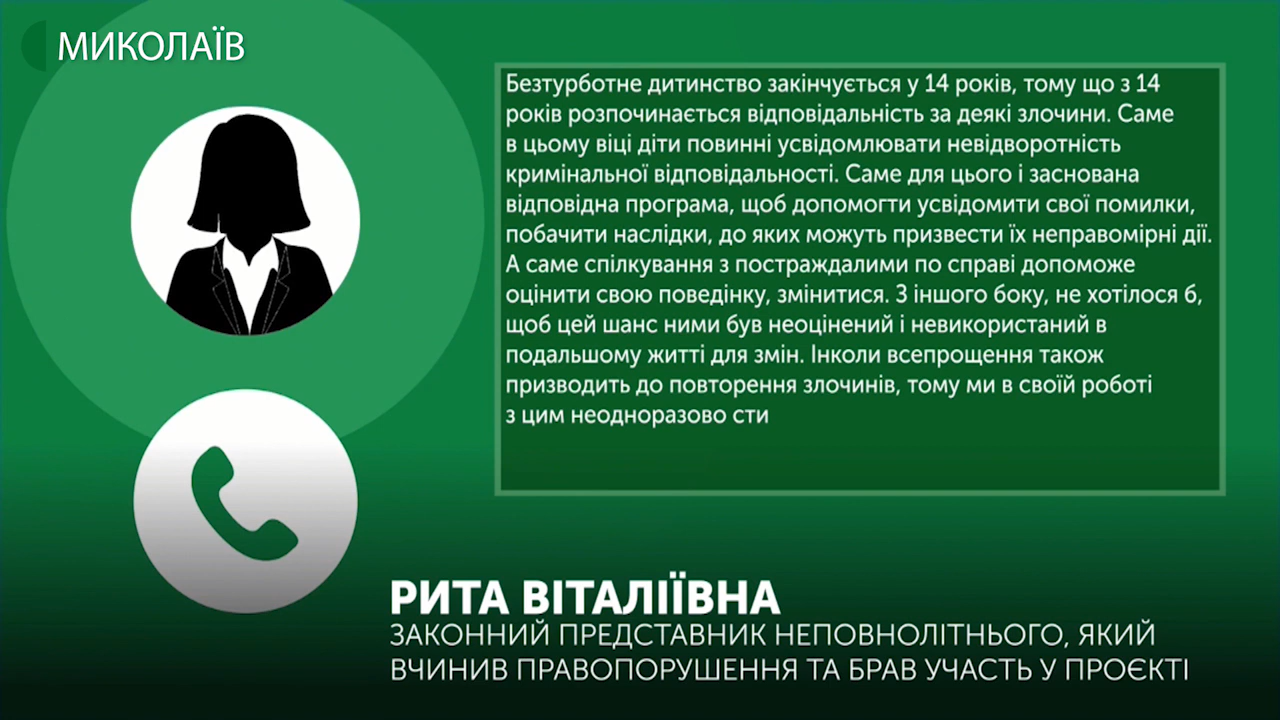 МИКОЛАЇВ
Безтурботне дитинство закінчується у 14 років, тому що з 14
років розпочинається відповідальність за деякі злочини. Саме
в цьому віці діти повинні усвідомлювати невідворотність
кримінальної відповідальності. Саме для цього і заснована
відповідна програма, щоб допомогти усвідомити свої помилки,
побачити наслідки, до яких можуть призвести їх неправомірні дії.
А саме спілкування з постраждалими по справі допоможе
оцінити свою поведінку, змінитися. З іншого боку, не хотілося б,
щоб цей шанс ними був неоцінений і невикористаний в
подальшому житті для змін. Інколи всепрощення також
призводить до повторення злочинів, тому ми в своїй роботі
з цим неодноразово сти
РИТА ВІТАЛІЇВНА
ЗАКОННИЙ ПРЕДСТАВНИК НЕПОВНОЛІТНЬОГО, ЯКИЙ
ВЧИНИВ ПРАВОПОРУШЕННЯ ТА БРАВ УЧАСТЬ У ПРОЄКТІ